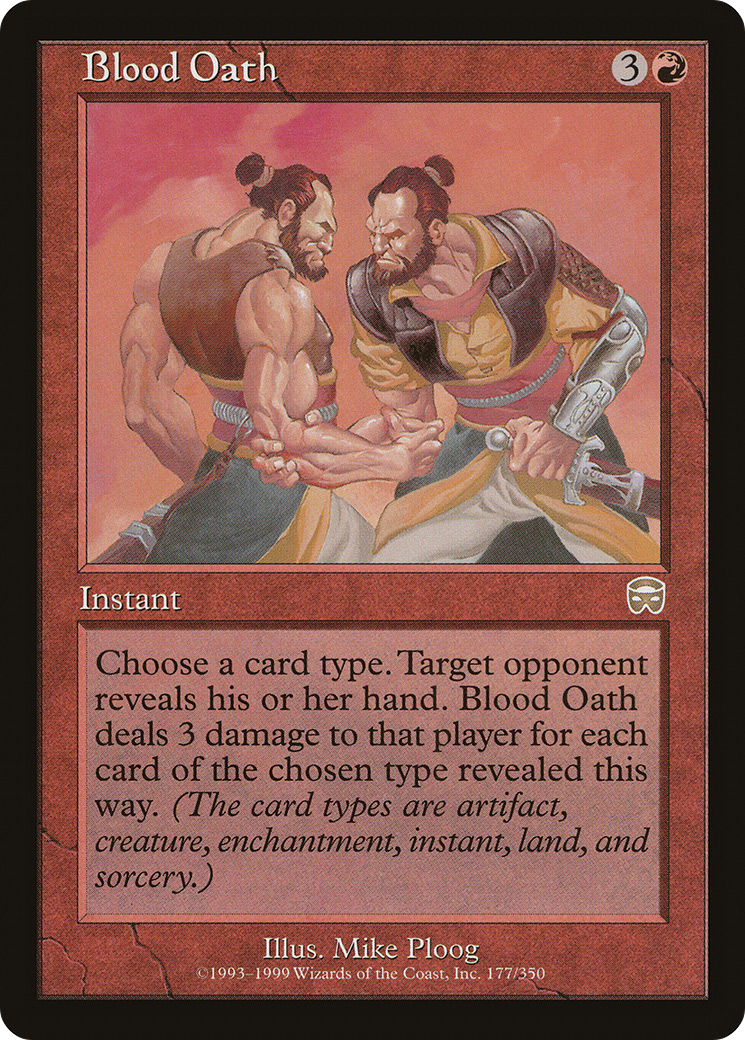 Blood Oath
3
Instant
Choose a card type. Target opponent
reveals his or her hand. Blood Oath
deals 3 damage to that player for each
card of the chosen type revealed this
way. (The card types are artifact,
creature, enchantment, instant, land, and
sorcery.)
Illus. Mike Ploog
©1993–1999 Wizards of the Coast, Inc. 177/350